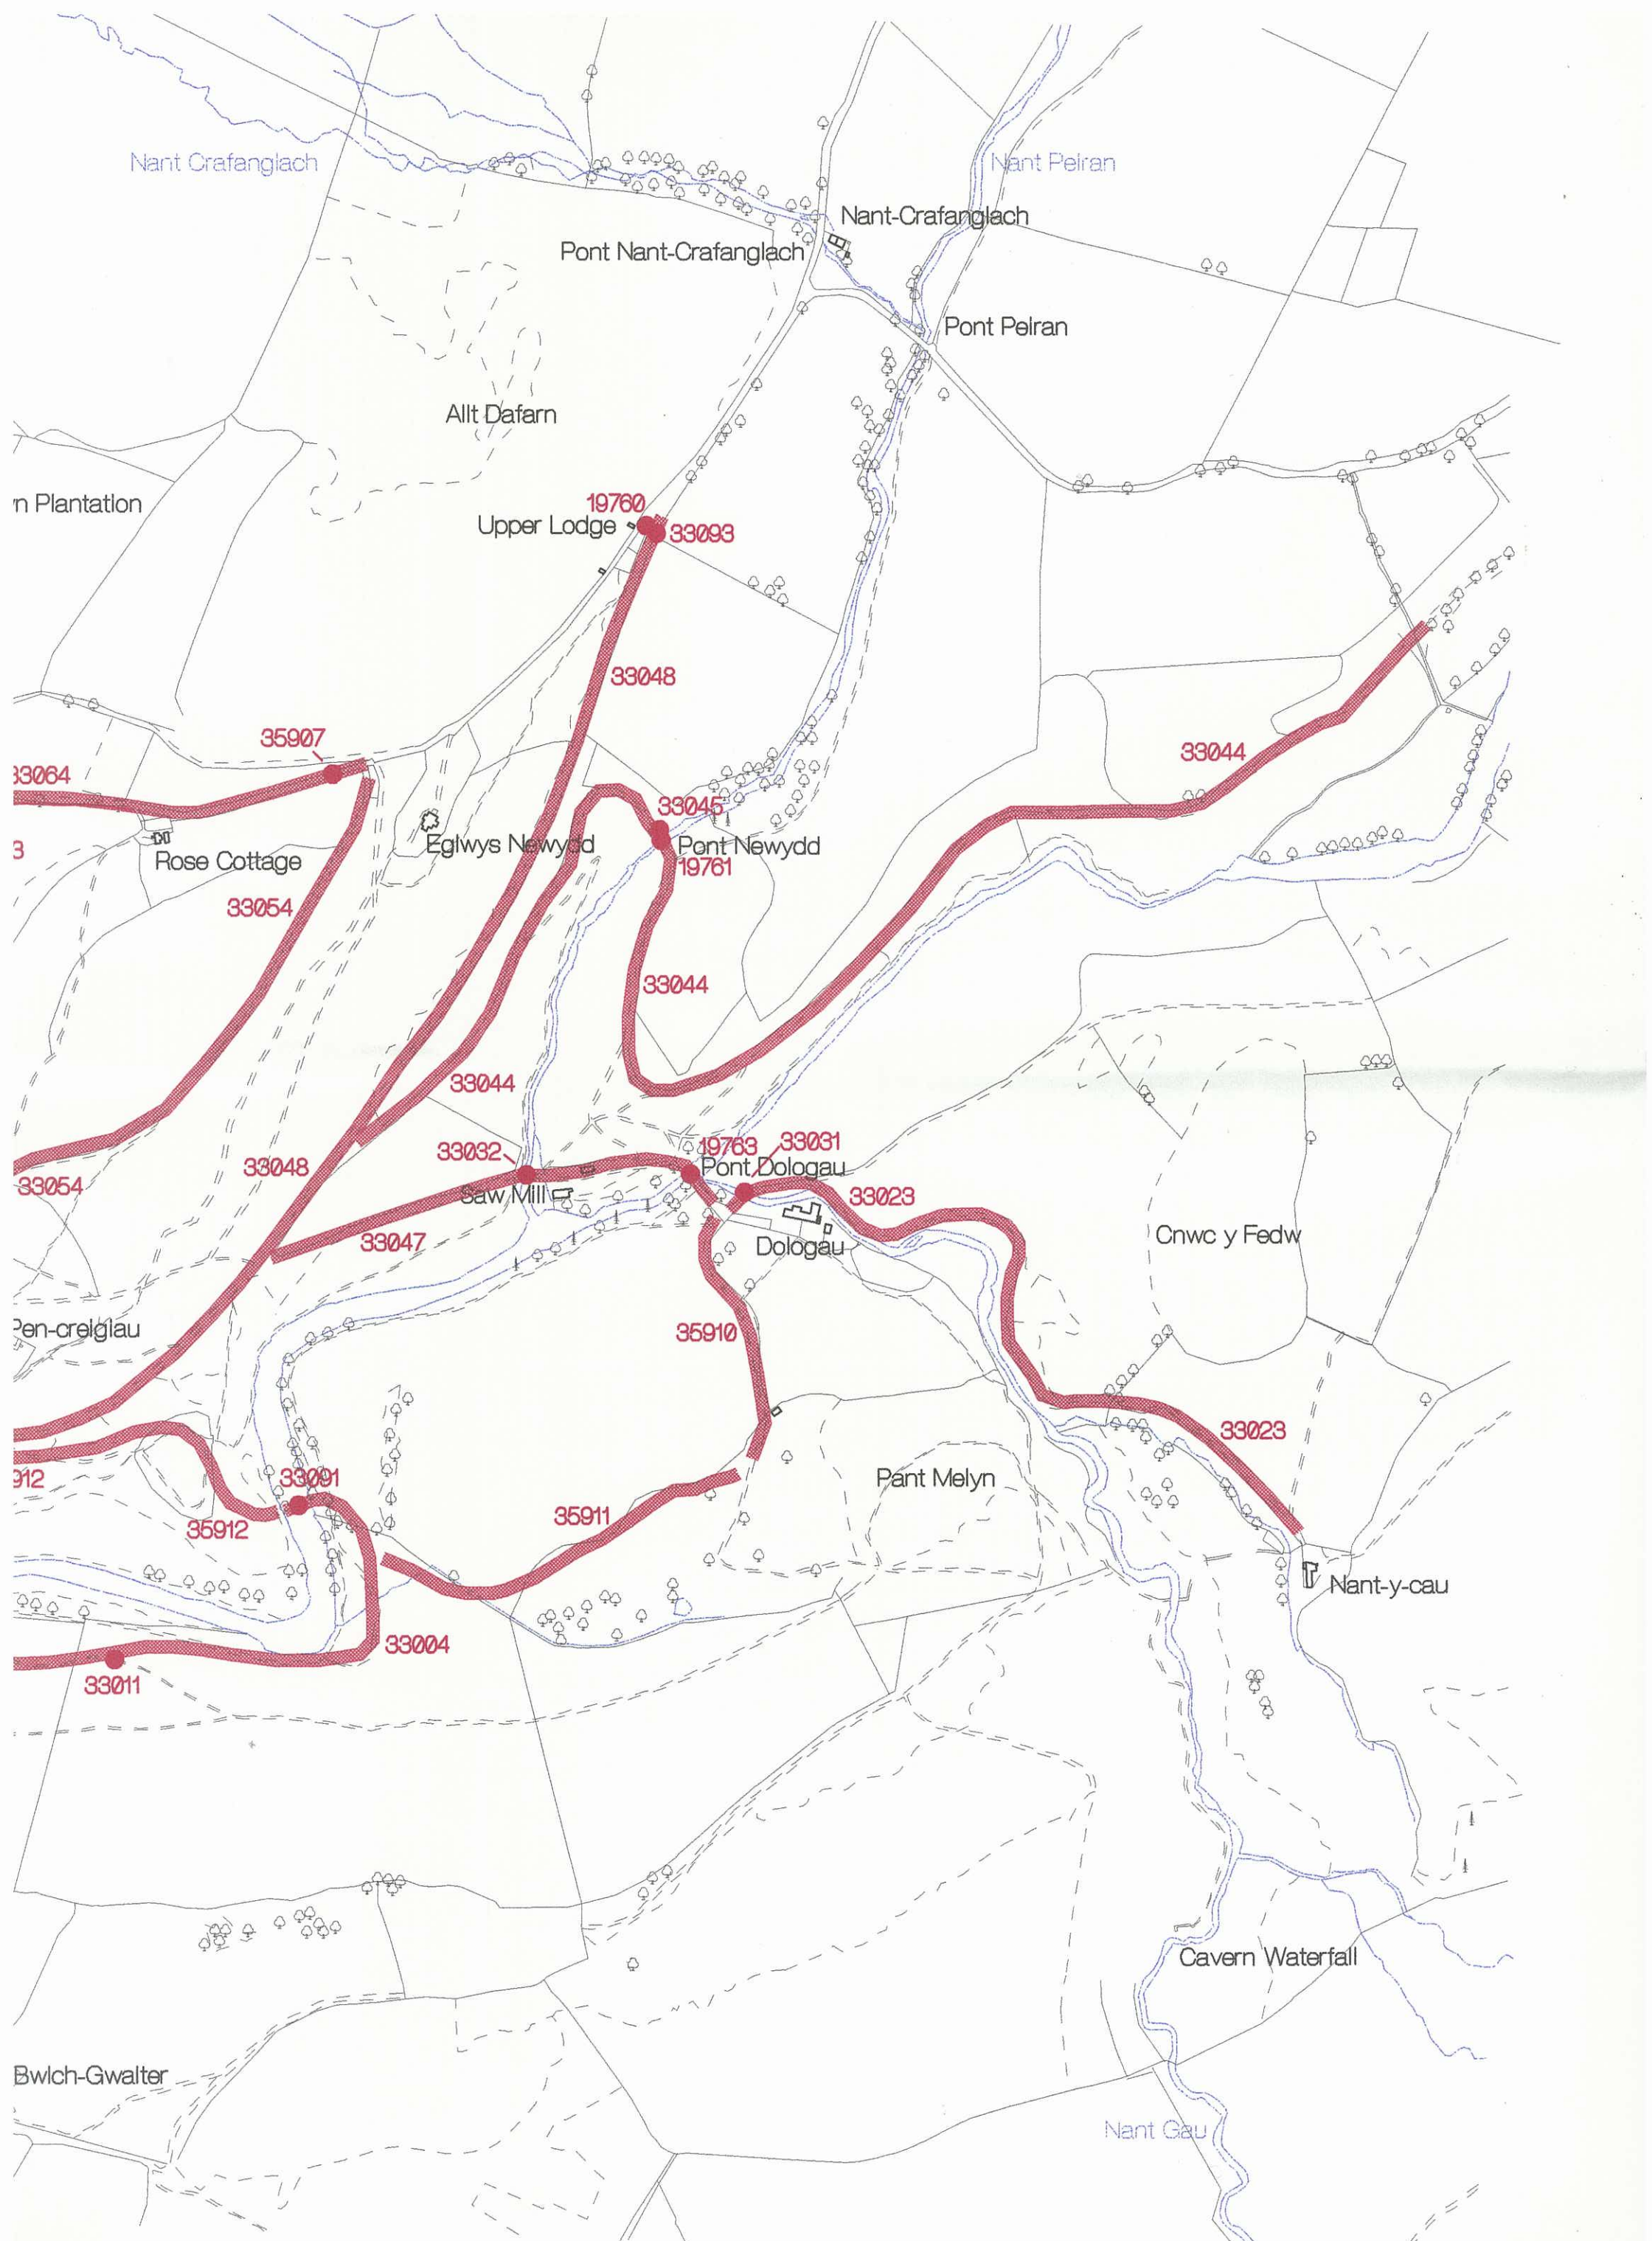 Nant Crafanglach
Nant Peiran
Nant-Crafanglach
Pont Nant-Crafanglach
Pont Peiran
Allt Dafarn
n Plantation
19760
Upper Lodge
33093
33048
35907
33064
33044
33045
Eglwys Newydd
Pont Newydd
3
Rose Cottage
19761
33054
33044
33044
33032
19763
33031
33048
Pont Dologau
33054
Saw Mill
33023
33047
Dologau
Cnwc y Fedw
Pen-creigiau
35910
33023
912
33091
Pant Melyn
35912
35911
Nant-y-cau
33004
33011
Cavern Waterfall
Bwlch-Gwalter
Nant Gau